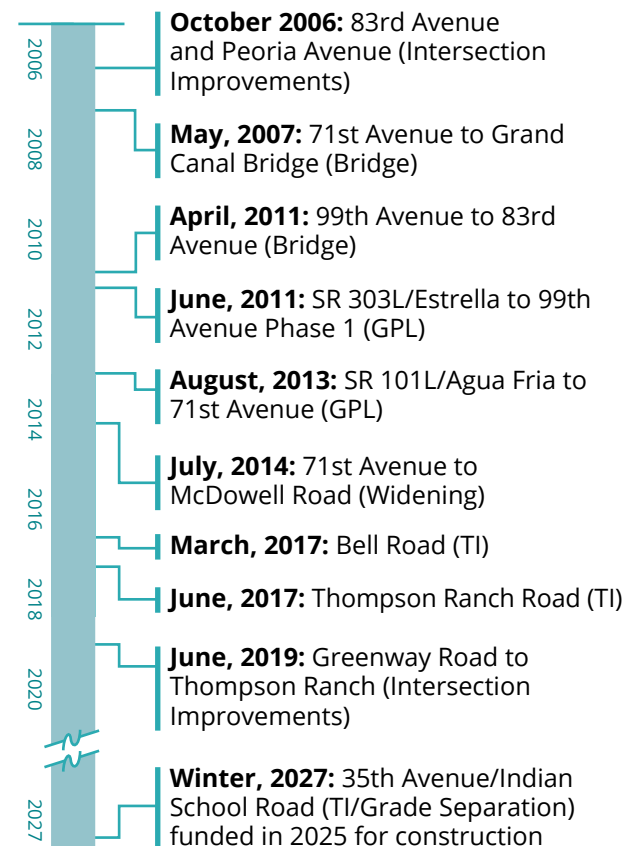 October 2006: 83rd Avenue
and Peoria Avenue (Intersection
Improvements)
May, 2007: 71st Avenue to Grand
Canal Bridge (Bridge)
April, 2011: 99th Avenue to 83rd
Avenue (Bridge)
June, 2011: SR 303L/Estrella to 99th
Avenue Phase 1 (GPL)
August, 2013: SR 101L/Agua Fria to
71st Avenue (GPL)
July, 2014: 71st Avenue to
McDowell Road (Widening)
March, 2017: Bell Road (TI)
June, 2017: Thompson Ranch Road (TI)
June, 2019: Greenway Road to
Thompson Ranch (Intersection
Improvements)
Winter, 2027: 35th Avenue/Indian
School Road (TI/Grade Separation)
funded in 2025 for construction
2006
2008
2010
2012
2014
2016
2018
2020
2027